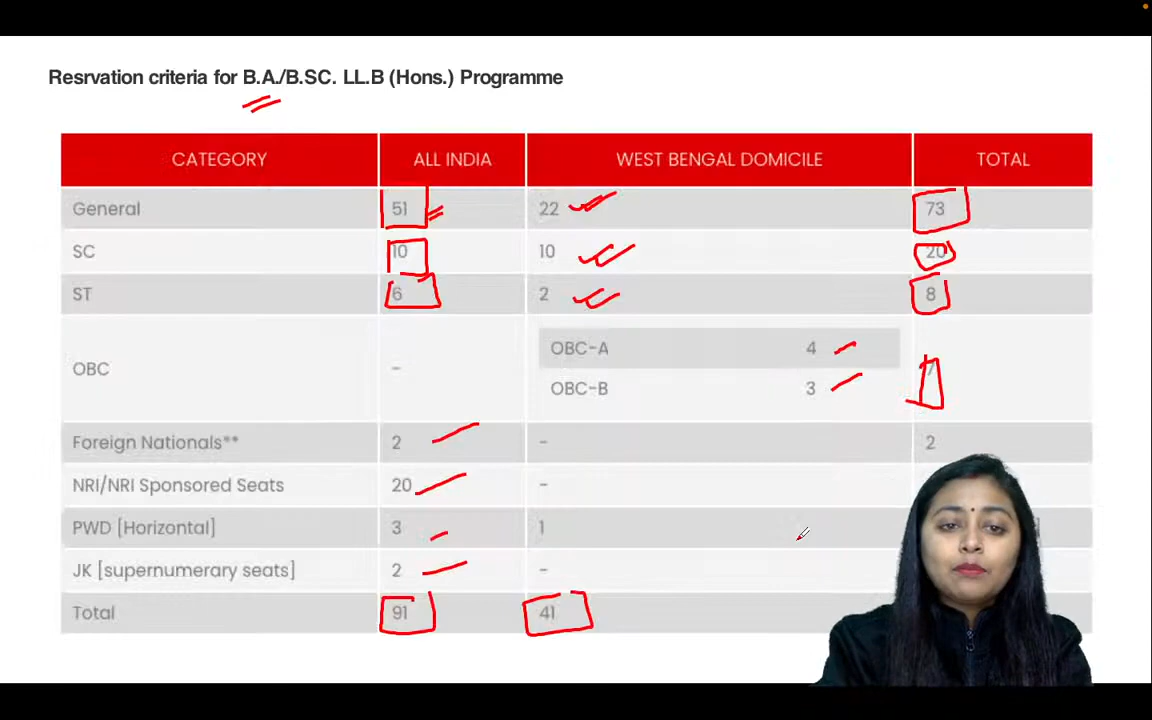 Resrvation criteria for B.A./B.SC. LL.B (Hons.) Programme
CATEGORY ALL INDIA WEST BENGAL DOMICILE TOTAL
General 51 22 73
SC 10 10 20
ST 6 2 8
OBC-A 4
OBC - 7
OBC-B 3
Foreign Nationals** 2 - 2
NRI/NRI Sponsored Seats 20 -
PWD [Horizontal] 3 1 ]
JK [supernumerary seats] 2 -
Total 91 41